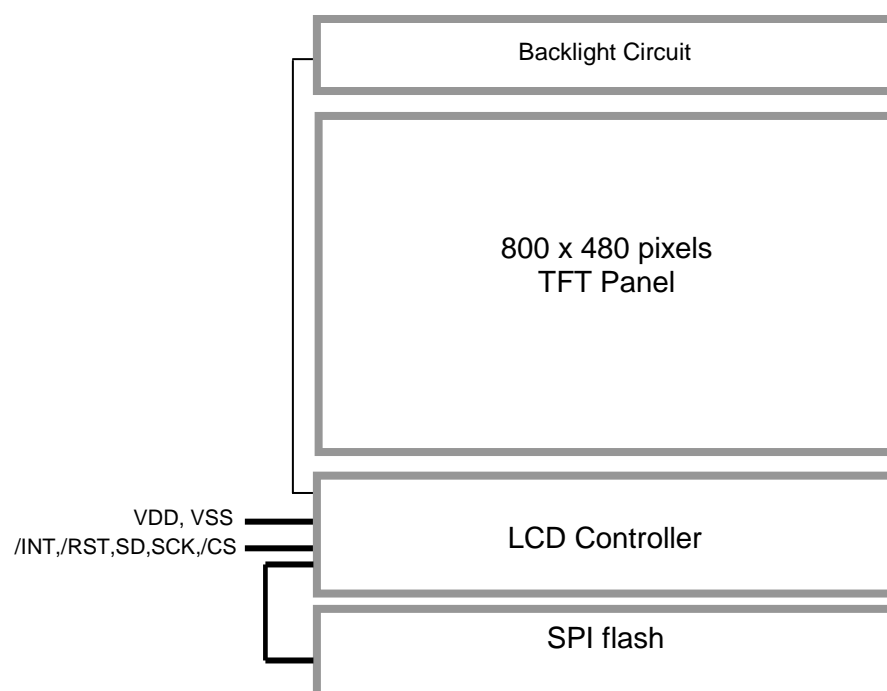 Backlight Circuit
800 x 480 pixels
TFT Panel
VDD, VSS
/INT,/RST,SD,SCK,/CS
LCD Controller
SPI flash